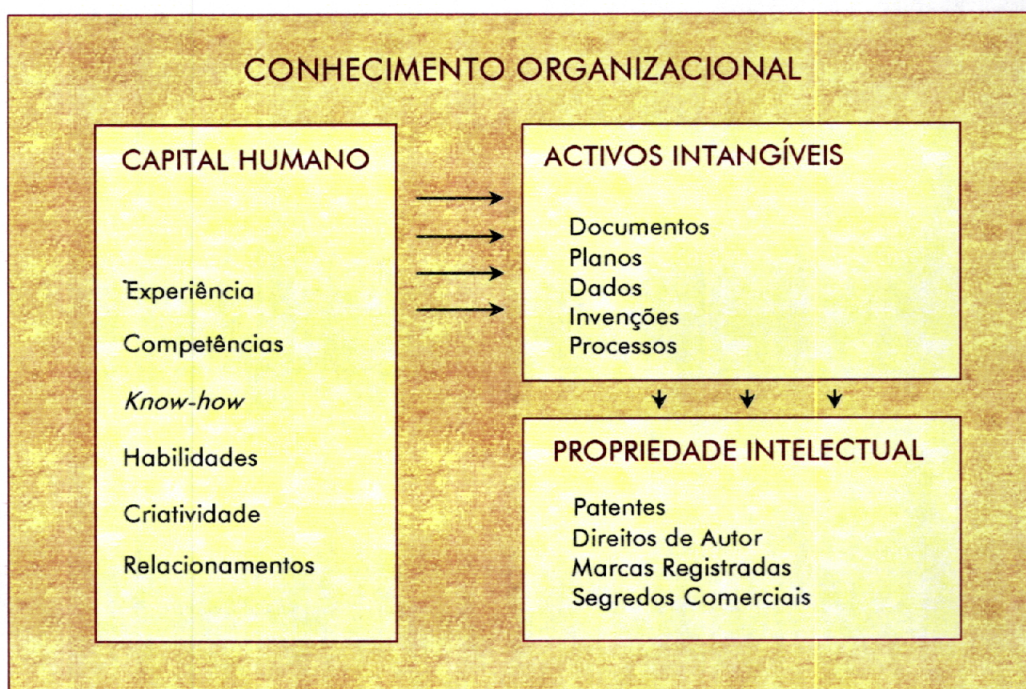 CONHECIMENTO ORGANIZACIONAL
CAPITAL HUMANO
Experiência
Competências
Know-how
Habilidades
Criatividade
Relacionamentos
ACTIVOS INTANGÍVEIS
Documentos
Planos
Dados
Invenções
Processos
PROPRIEDADE INTELECTUAL
Patentes
Direitos de Autor
Marcas Registradas
Segredos Comerciais